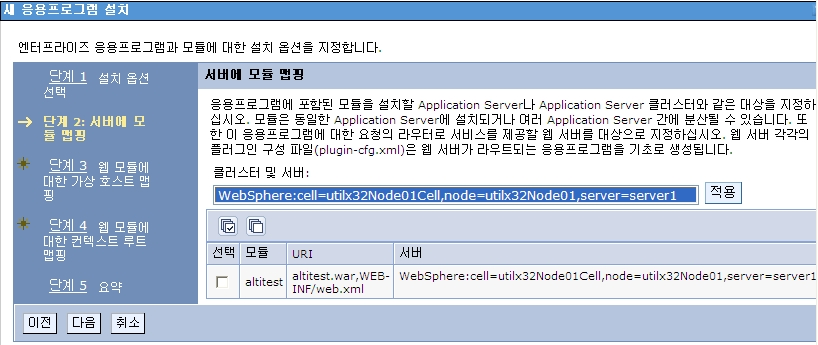 새 응용프로그램 설치
엔터프라이즈 응용프로그램과 모듈에 대한 설치 옵션을 지정합니다.
단계 1 설치 옵션
선택
단계 2: 서버에 모
듈 맵핑
단계 3 웹 모듈에
대한 가상 호스트 맵
핑
단계 4 웹 모듈에
대한 컨텍스트 루트
맵핑
단계 5 요약
서버에 모듈 맵핑
응용프로그램에 포함된 모듈을 설치할 Application Server나 Application Server 클러스터와 같은 대상을 지정하
십시오. 모듈은 동일한 Application Server에 설치되거나 여러 Application Server 간에 분산될 수 있습니다. 또
한 이 응용프로그램에 대한 요청의 라우터로 서비스를 제공할 웹 서버를 대상으로 지정하십시오. 웹 서버 각각의
플러그인 구성 파일(plugin-cfg.xml)은 웹 서버가 라우트되는 응용프로그램을 기초로 생성됩니다.
클러스터 및 서버:
WebSphere:cell=utilx32Node01Cell,node=utilx32Node01,server=server1 적용
선택 모듈 URI 서버
altitest altitest.war,WEB- WebSphere:cell=utilx32Node01Cell,node=utilx32Node01,server=server1
INF/web.xml
이전 다음 취소